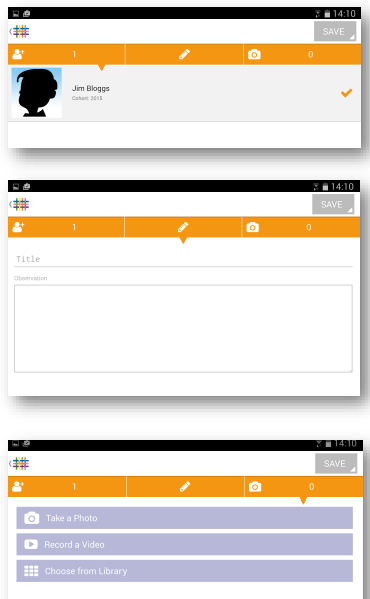 14:10
SAVE
1
0
Jim Bloggs
Cohort: 2015
14:10
SAVE
1
0
Title
Observation
14:10
SAVE
1
0
Take a Photo
Record a Video
Choose from Library